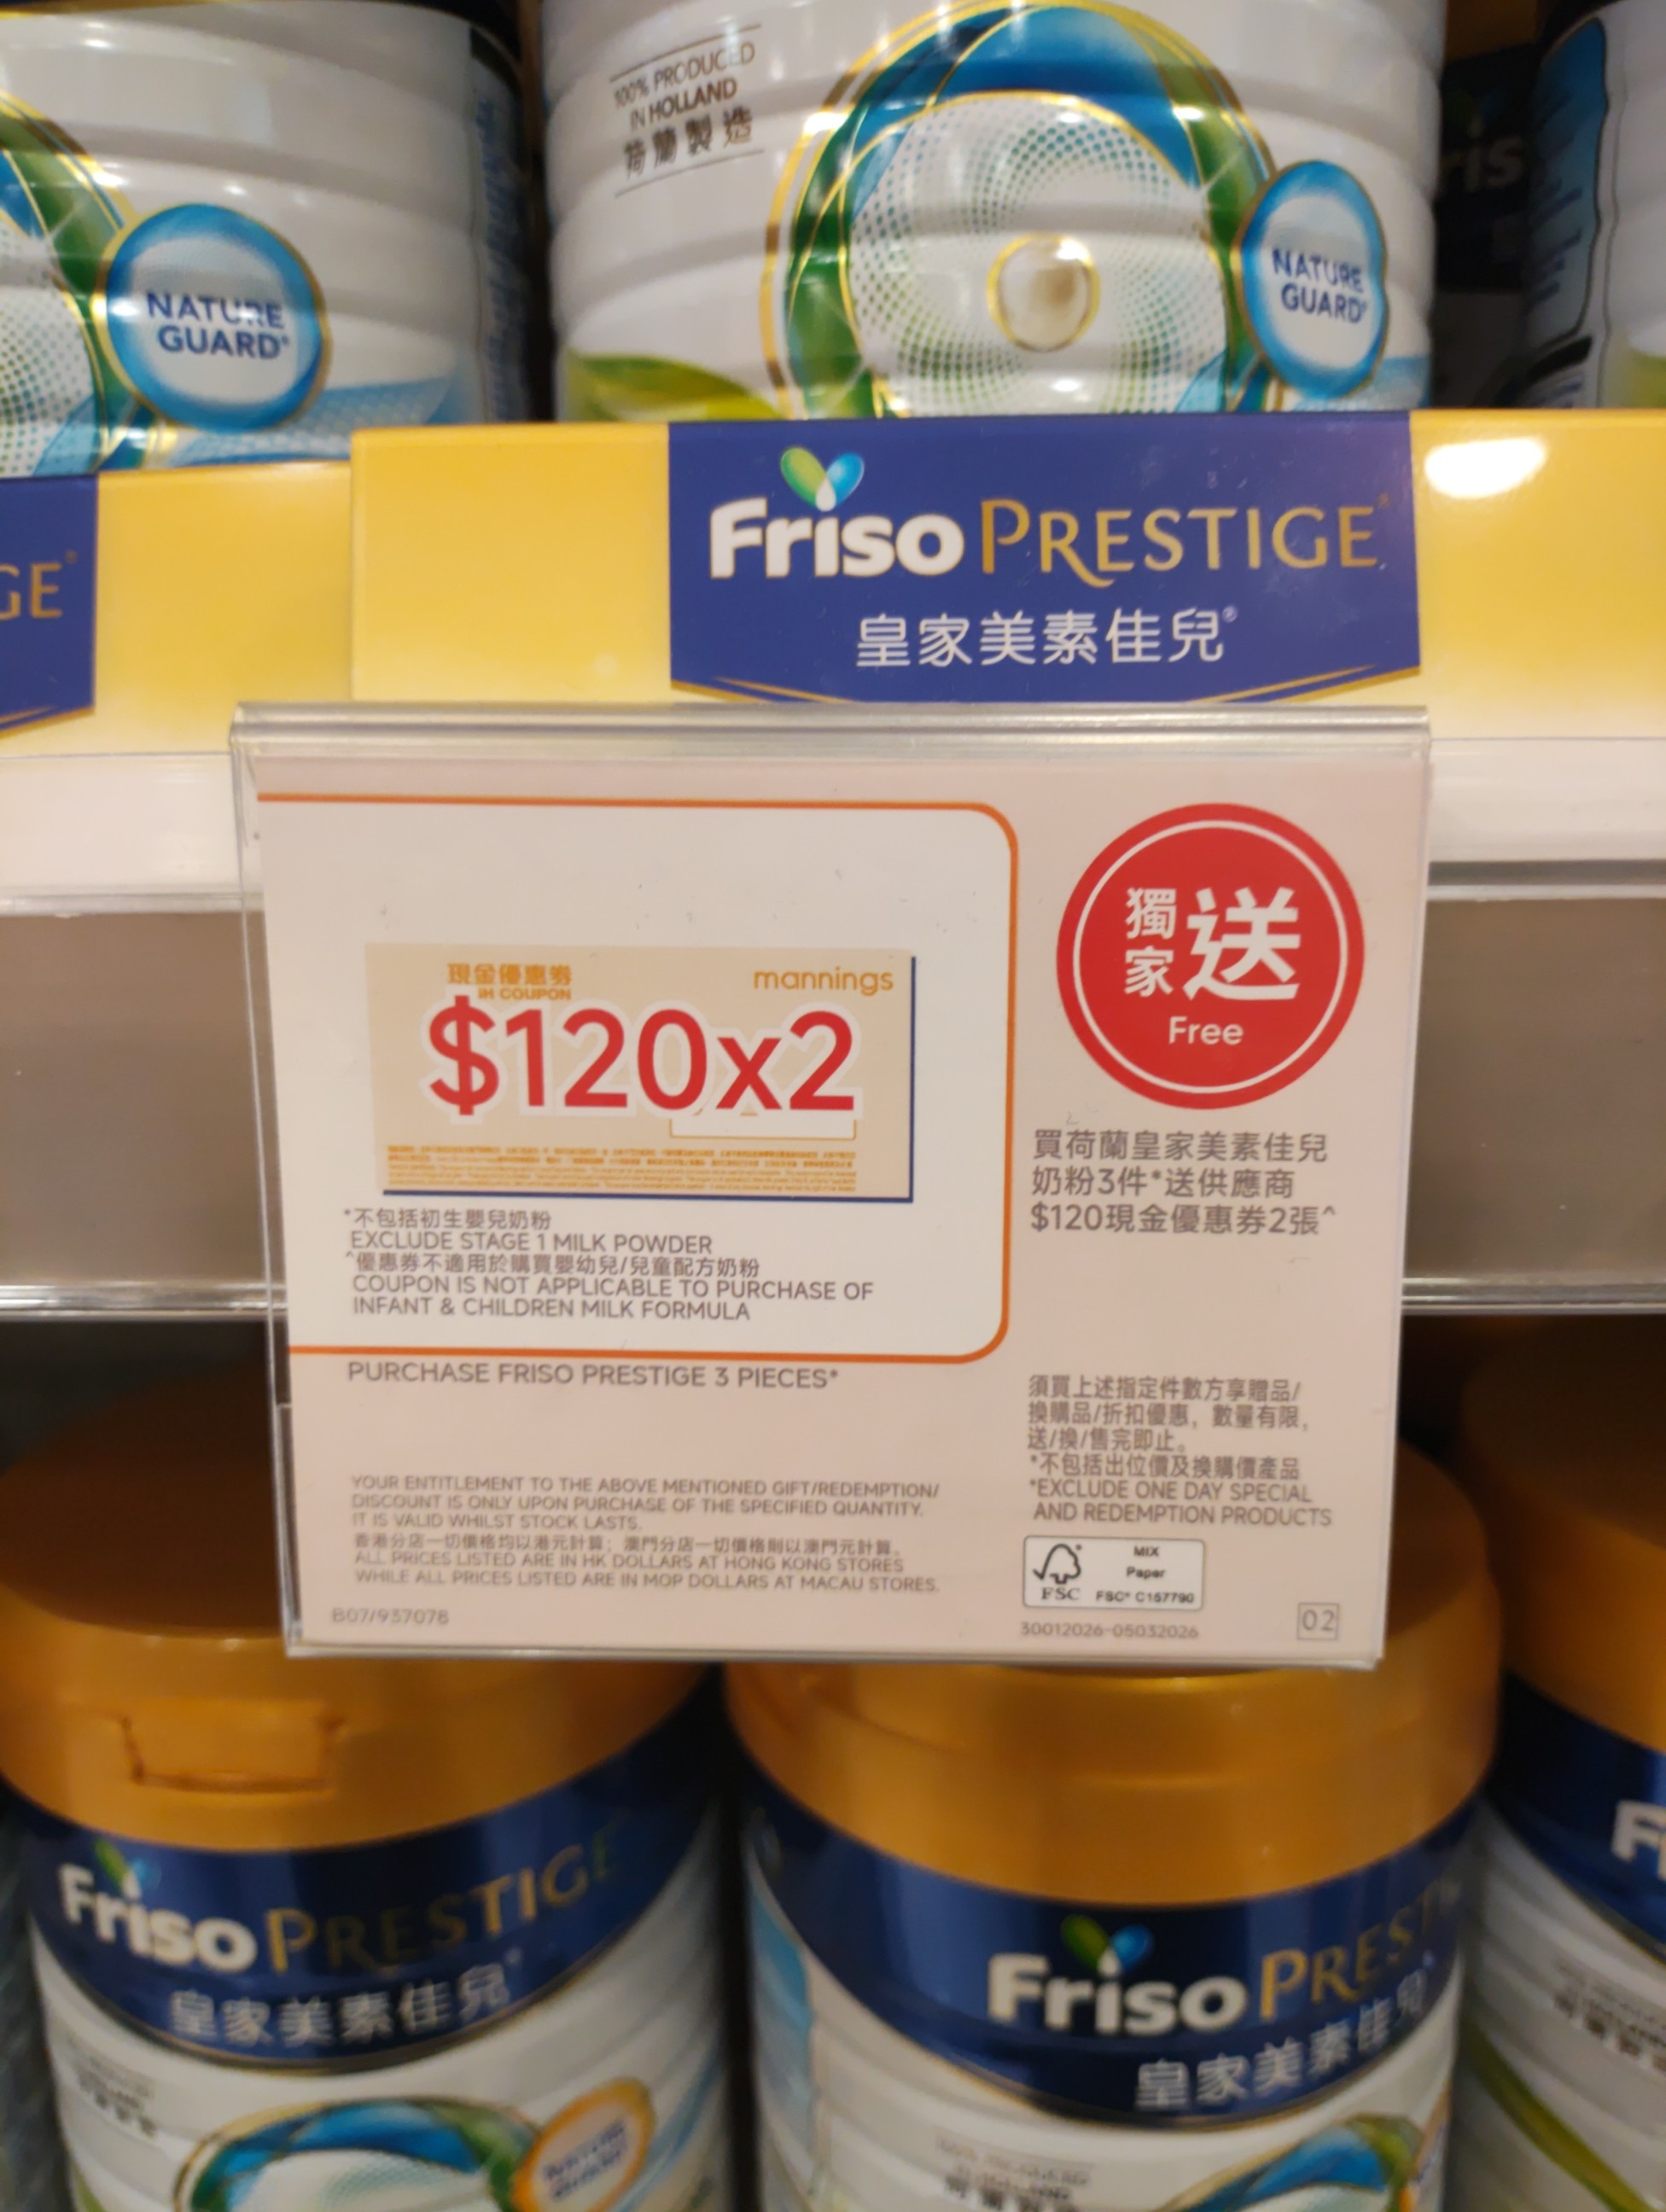 100% PRODUCED
IN HOLLAND
荷蘭製造
NATURE
GUARD®
NATURE
GUARD®
ris
GE®
Friso PRESTIGE®
皇家美素佳兒®
現金優惠券
IH COUPON
mannings
$120x2
獨家送
Free
買荷蘭皇家美素佳兒
奶粉3件*送供應商
$120現金優惠券2張^
*不包括初生嬰兒奶粉
EXCLUDE STAGE 1 MILK POWDER
^優惠券不適用於購買嬰幼兒/兒童配方奶粉
COUPON IS NOT APPLICABLE TO PURCHASE OF
INFANT & CHILDREN MILK FORMULA
PURCHASE FRISO PRESTIGE 3 PIECES*
須買上述指定件數方享贈品/
換購品/折扣優惠，數量有限，
送/換/售完即止。
*不包括出位價及換購價產品
*EXCLUDE ONE DAY SPECIAL
AND REDEMPTION PRODUCTS
YOUR ENTITLEMENT TO THE ABOVE MENTIONED GIFT/REDEMPTION/
DISCOUNT IS ONLY UPON PURCHASE OF THE SPECIFIED QUANTITY.
IT IS VALID WHILST STOCK LASTS.
香港分店一切價格均以港元計算；澳門分店一切價格則以澳門元計算。
ALL PRICES LISTED ARE IN HK DOLLARS AT HONG KONG STORES
WHILE ALL PRICES LISTED ARE IN MOP DOLLARS AT MACAU STORES.
FSC
MIX
Paper
FSC® C157790
B07/937078
30012026-05032026
02
Friso PRESTIGE
皇家美素佳兒
Friso PREST
皇家美素佳兒
F